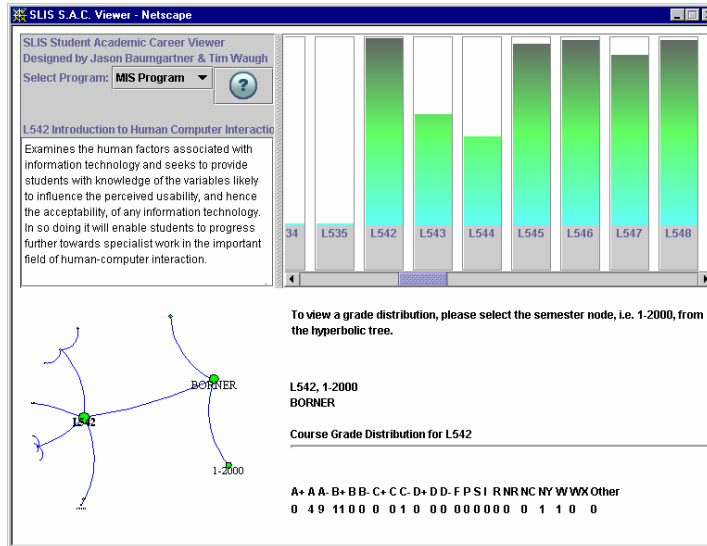 SLIS S.A.C. Viewer - Netscape
SLIS Student Academic Career Viewer
Designed by Jason Baumgartner & Tim Waugh
Select Program: MIS Program ?
L542 Introduction to Human Computer Interactio
Examines the human factors associated with
information technology and seeks to provide
students with knowledge of the variables likely
to influence the perceived usability, and hence
the acceptability, of any information technology.
In so doing it will enable students to progress
further towards specialist work in the important
field of human-computer interaction.
34 L535 L542 L543 L544 L545 L546 L547 L548
To view a grade distribution, please select the semester node, i.e. 1-2000, from
the hyperbolic tree.
L542, 1-2000
BORNER
Course Grade Distribution for L542
BORNER
L542
1-2000
A+ A A- B+ B B- C+ C C- D+ D D- F P S I R NR NC NY W WX Other
0 4 9 11 0 0 0 0 1 0 0 0 0 0 0 0 0 0 0 1 1 0 0